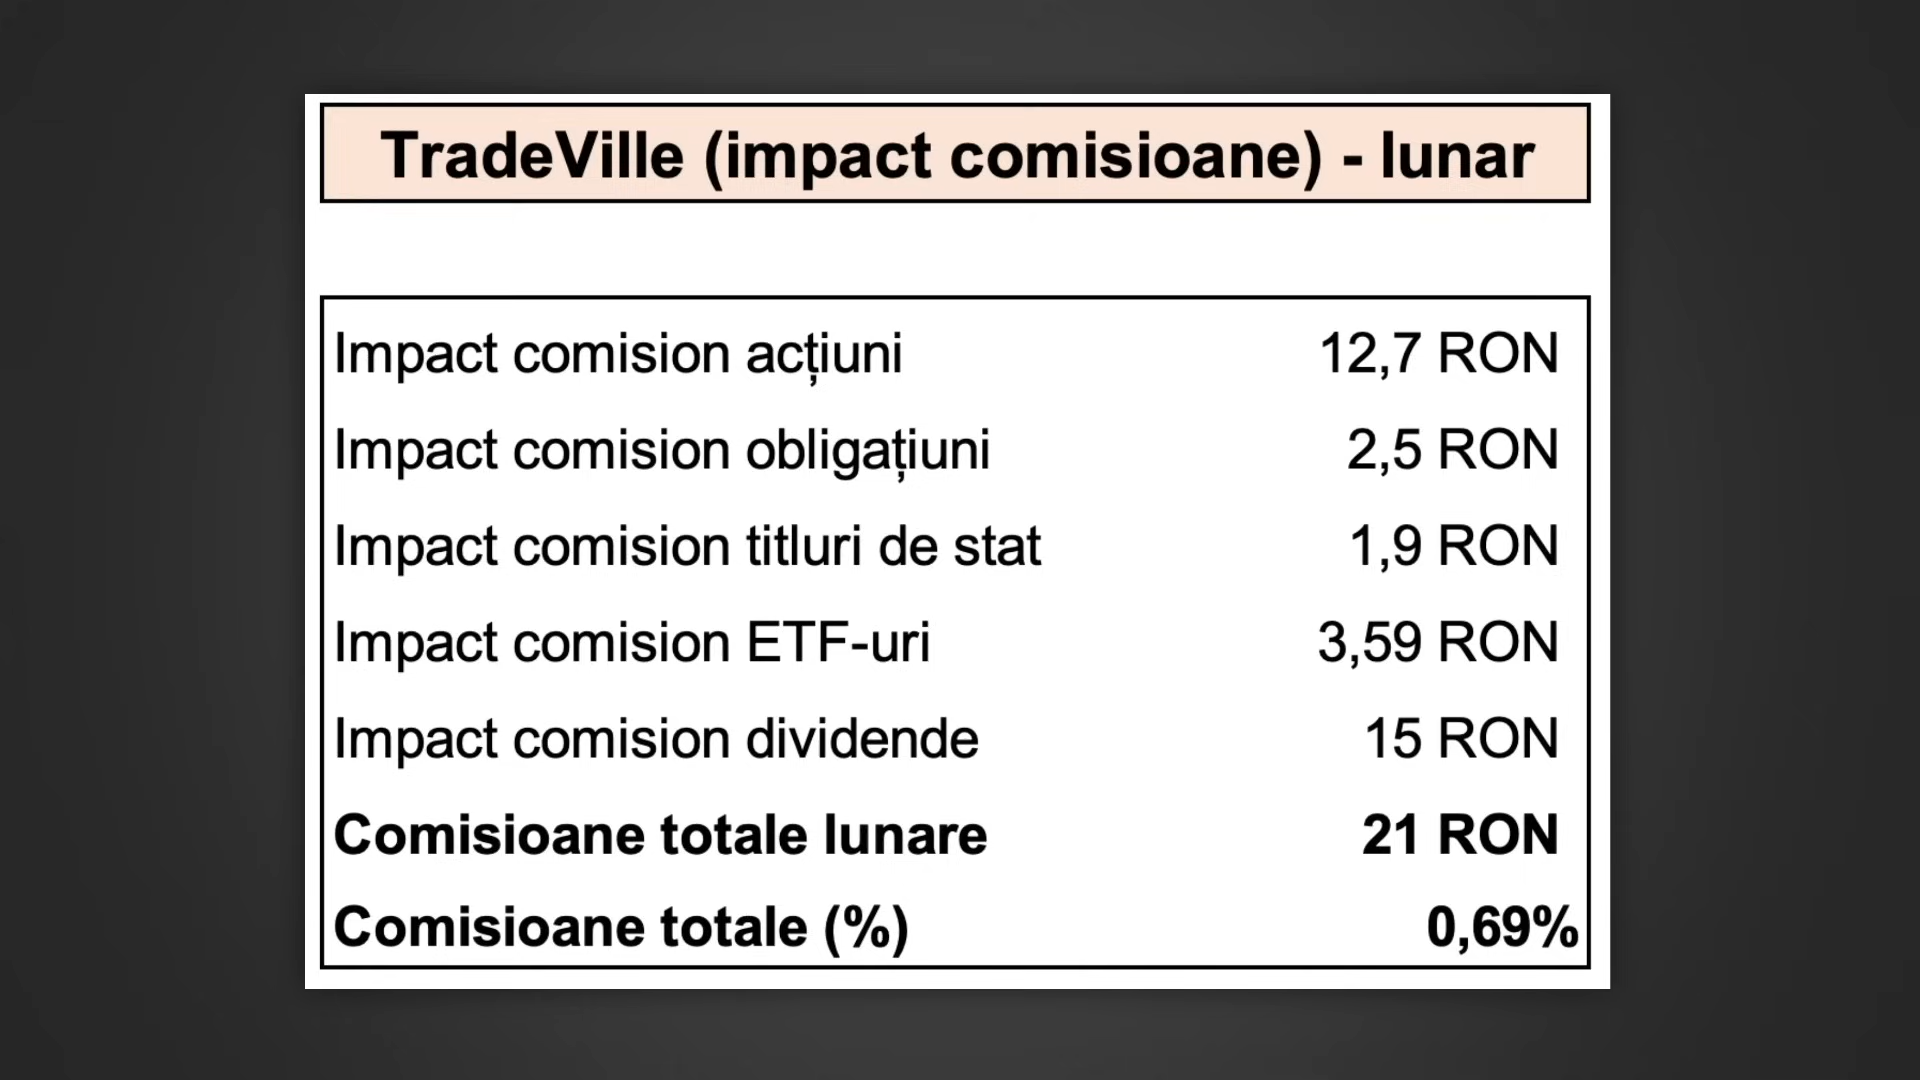 TradeVille (impact comisioane) - lunar
Impact comision acțiuni 12,7 RON
Impact comision obligațiuni 2,5 RON
Impact comision titluri de stat 1,9 RON
Impact comision ETF-uri 3,59 RON
Impact comision dividende 15 RON
Comisioane totale lunare 21 RON
Comisioane totale (%) 0,69%